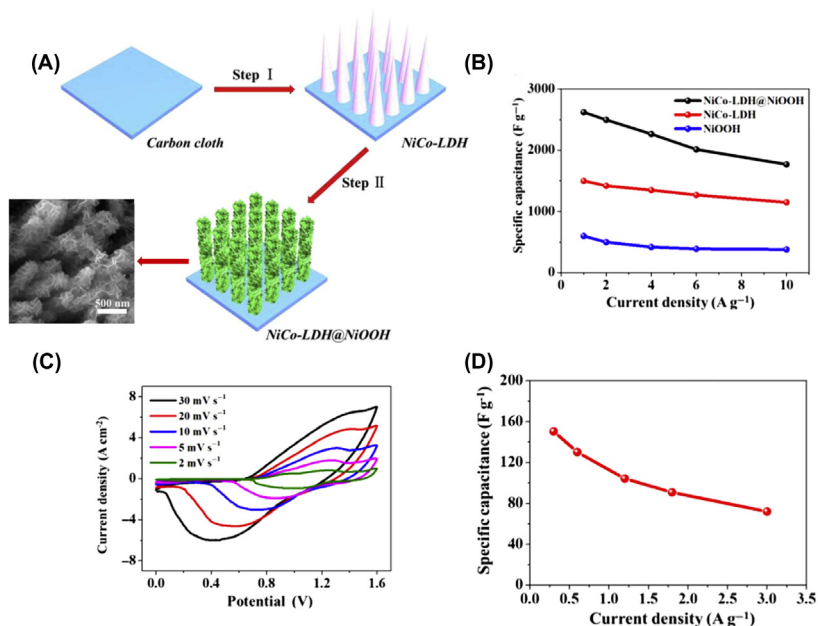 (A)
Carbon cloth
Step I
NiCo-LDH
Step II
500 nm
NiCo-LDH@NiOOH
(B)
Specific capacitance (F g⁻¹)
3000
2000
1000
0
NiCo-LDH@NiOOH
NiCo-LDH
NiOOH
0 2 4 6 8 10
Current density (A g⁻¹)
(C)
Current density (A cm⁻²)
8
4
0
−4
−8
30 mV s⁻¹
20 mV s⁻¹
10 mV s⁻¹
5 mV s⁻¹
2 mV s⁻¹
0.0 0.4 0.8 1.2 1.6
Potential (V)
(D)
Specific capacitance (F g⁻¹)
200
160
120
80
40
0
0.0 0.5 1.0 1.5 2.0 2.5 3.0 3.5
Current density (A g⁻¹)